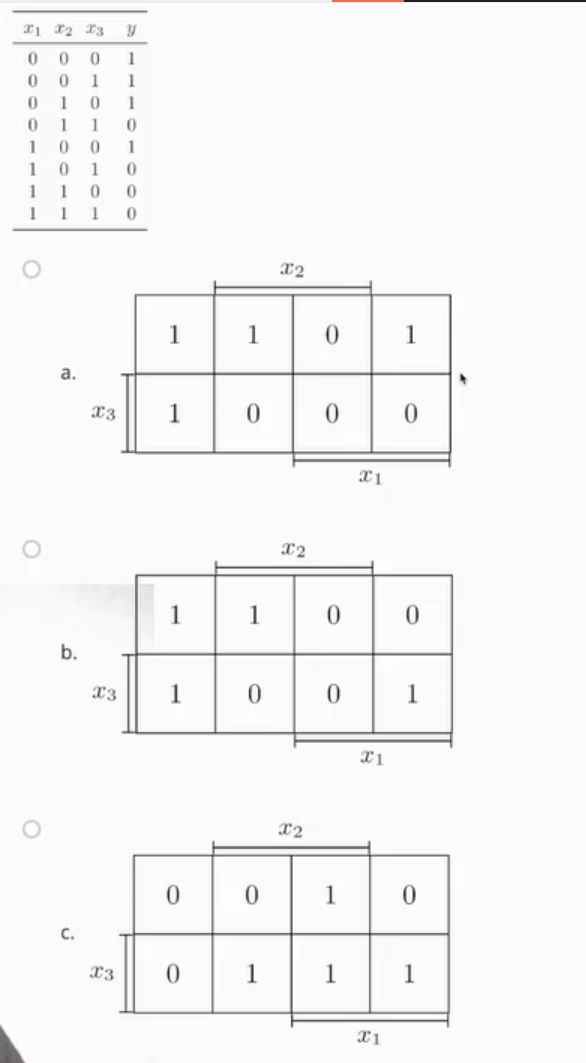 x₁ x₂ x₃ y
0 0 0 1
0 0 1 1
0 1 0 1
0 1 1 0
1 0 0 1
1 0 1 0
1 1 0 0
1 1 1 0
x₂
1 1 0 1
a.
x₃ 1 0 0 0
x₁
x₂
1 1 0 0
b.
x₃ 1 0 0 1
x₁
x₂
0 0 1 0
c.
x₃ 0 1 1 1
x₁